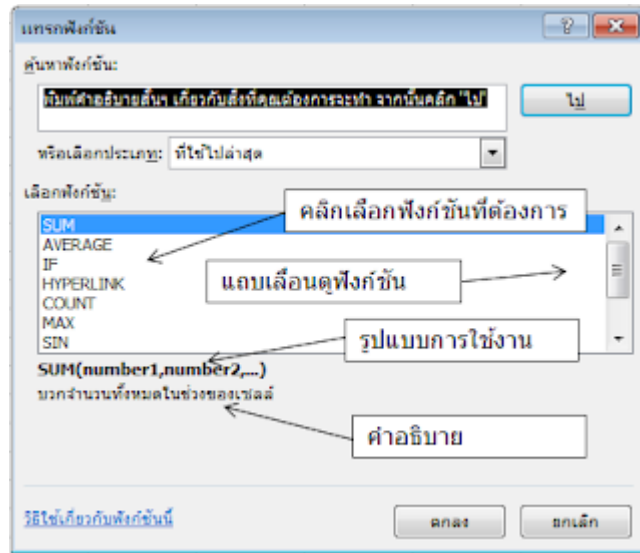 แทรกฟังก์ชัน
ค้นหาฟังก์ชัน:
พิมพ์คำอธิบายสั้นๆ เกี่ยวกับสิ่งที่คุณต้องการจะทำ จากนั้นคลิก "ไป"
ไป
หรือเลือกประเภท: ที่ใช้ไปล่าสุด
เลือกฟังก์ชัน:
คลิกเลือกฟังก์ชันที่ต้องการ
SUM
AVERAGE
IF
HYPERLINK
แถบเลื่อนดูฟังก์ชัน
COUNT
MAX
SIN
รูปแบบการใช้งาน
SUM(number1,number2,...)
บวกจำนวนทั้งหมดในช่วงของเซลล์
คำอธิบาย
วิธีใช้เกี่ยวกับฟังก์ชันนี้
ตกลง
ยกเลิก